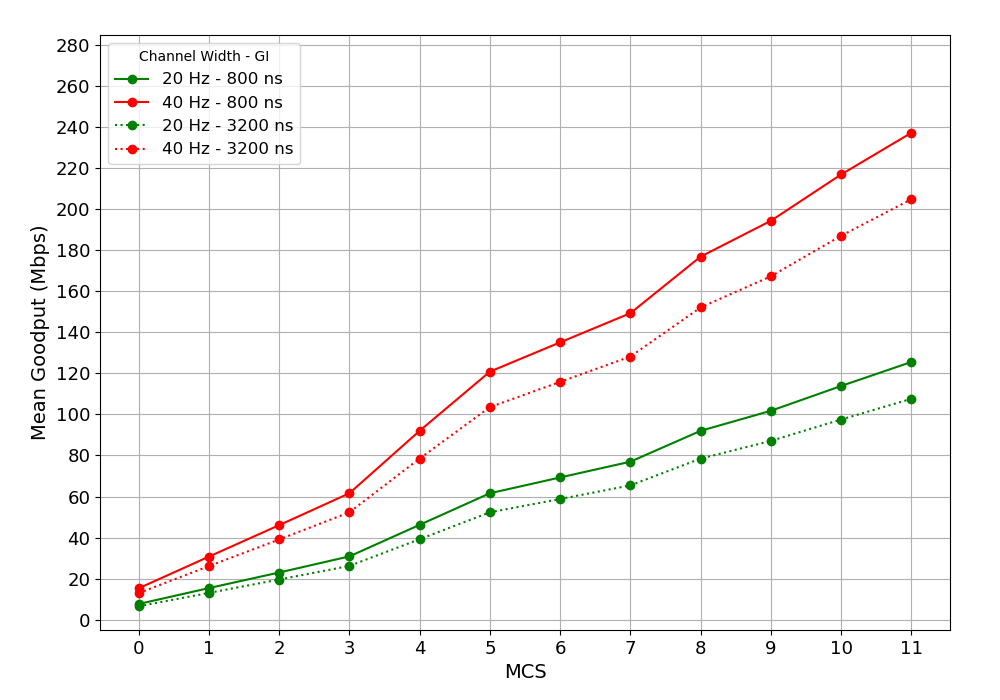 280
260
240
220
200
180
160
140
120
100
80
60
40
20
0
Mean Goodput (Mbps)
Channel Width - GI
20 Hz - 800 ns
40 Hz - 800 ns
20 Hz - 3200 ns
40 Hz - 3200 ns
0 1 2 3 4 5 6 7 8 9 10 11
MCS